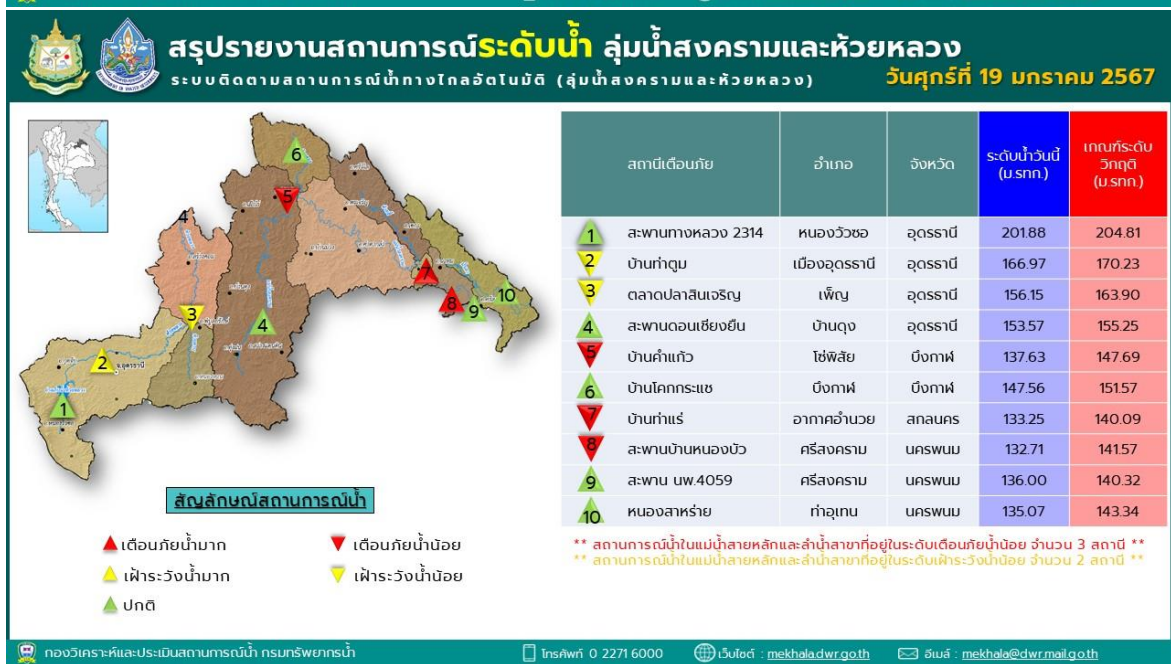 สรุปรายงานสถานการณ์ระดับน้ำ ลุ่มน้ำสงครามและห้วยหลวง
ระบบติดตามสถานการณ์น้ำทางไกลอัตโนมัติ (ลุ่มน้ำสงครามและห้วยหลวง)
วันศุกร์ที่ 19 มกราคม 2567
6
5
4
7
8
9
10
3
4
2
1
สถานีเตือนภัย อำเภอ จังหวัด ระดับน้ำวันนี้ (ม.รทก.) เกณฑ์ระดับวิกฤติ (ม.รทก.)
1 สะพานทางหลวง 2314 หนองวัวซอ อุดรธานี 201.88 204.81
2 บ้านท่าตูม เมืองอุดรธานี อุดรธานี 166.97 170.23
3 ตลาดปลาสินเจริญ เพ็ญ อุดรธานี 156.15 163.90
4 สะพานดอนเชียงยืน บ้านดุง อุดรธานี 153.57 155.25
5 บ้านคำแก้ว โซ่พิสัย บึงกาฬ 137.63 147.69
6 บ้านโคกกระแซ บึงกาฬ บึงกาฬ 147.56 151.57
7 บ้านท่าแร่ อากาศอำนวย สกลนคร 133.25 140.09
8 สะพานบ้านหนองบัว ศรีสงคราม นครพนม 132.71 141.57
9 สะพาน นพ.4059 ศรีสงคราม นครพนม 136.00 140.32
10 หนองสาหร่าย ท่าอุเทน นครพนม 135.07 143.34
** สถานการณ์น้ำในแม่น้ำสายหลักและลำน้ำสาขาที่อยู่ในระดับเตือนภัยน้ำน้อย จำนวน 3 สถานี **
** สถานการณ์น้ำในแม่น้ำสายหลักและลำน้ำสาขาที่อยู่ในระดับเฝ้าระวังน้ำน้อย จำนวน 2 สถานี **
สัญลักษณ์สถานการณ์น้ำ
เตือนภัยน้ำมาก เตือนภัยน้ำน้อย
เฝ้าระวังน้ำมาก เฝ้าระวังน้ำน้อย
ปกติ
กองวิเคราะห์และประเมินสถานการณ์น้ำ กรมทรัพยากรน้ำ โทรศัพท์ 0 2271 6000 เว็บไซต์ : mekhala.dwr.go.th อีเมล์ : mekhala@dwr.mail.go.th